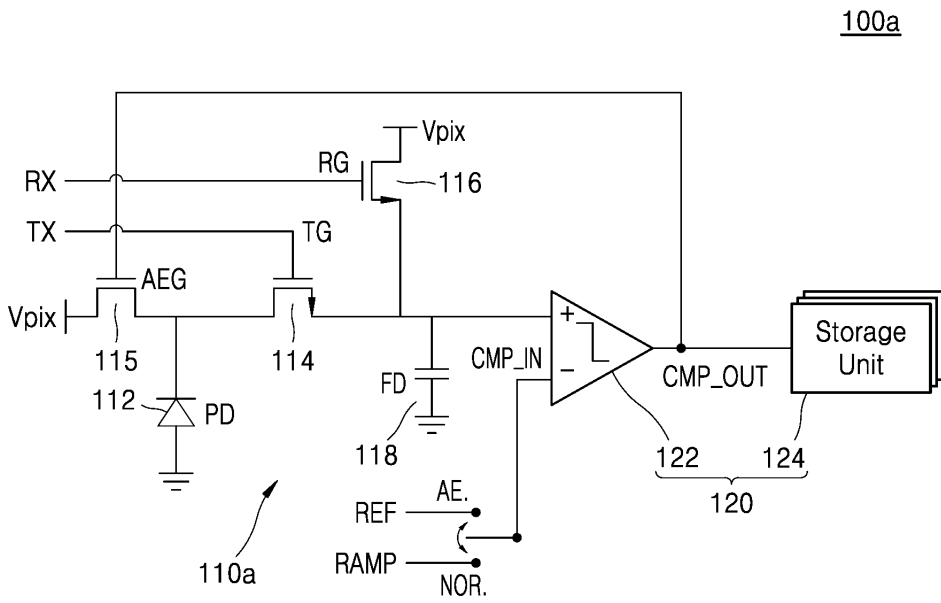 100a
Vpix
RG
RX
116
TX
TG
AEG
Vpix
115
114
+
CMP_IN
−
Storage
Unit
CMP_OUT
112
PD
FD
118
122
124
120
AE.
REF
RAMP
NOR.
110a